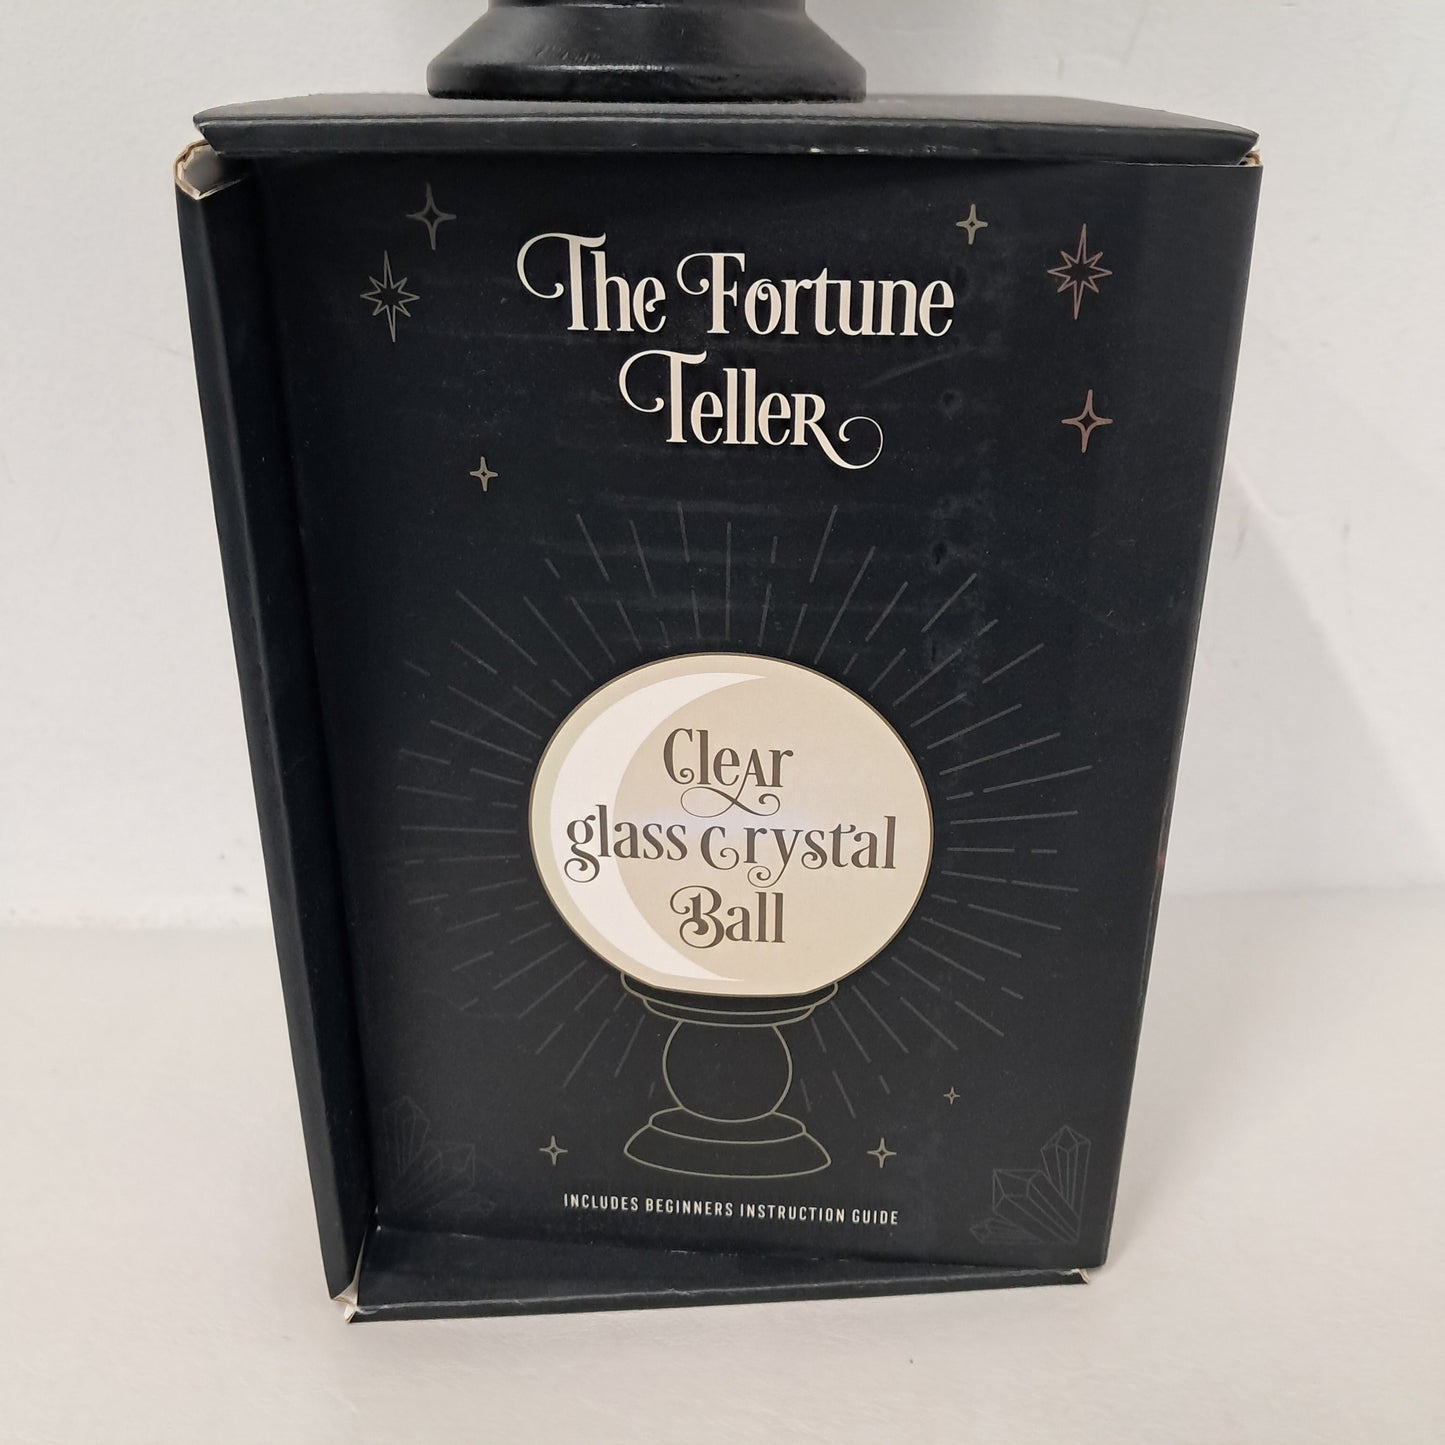 The Fortune
Teller
Clear
glass crystal
Ball
INCLUDES BEGINNERS INSTRUCTION GUIDE